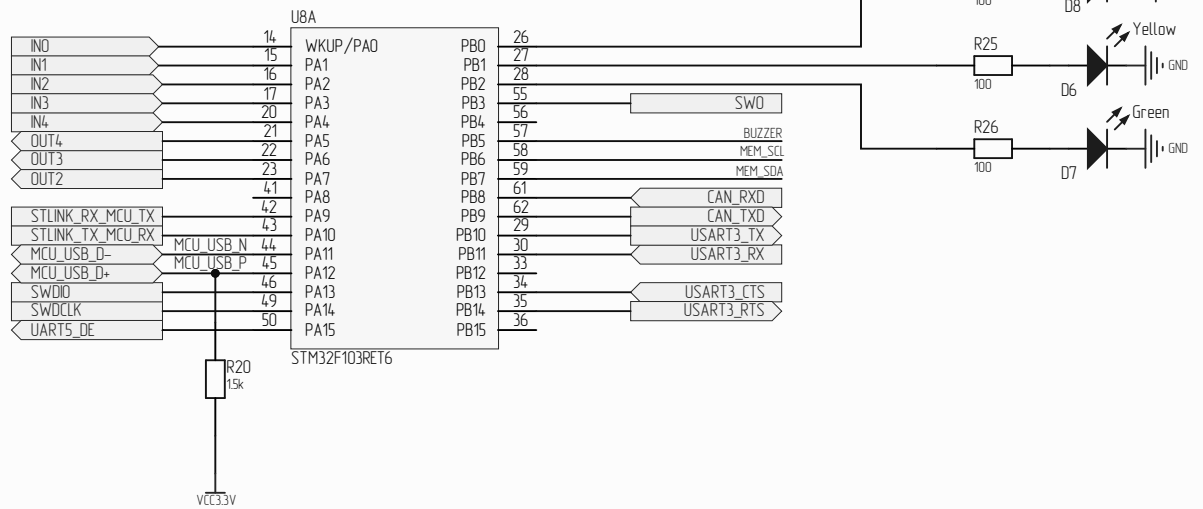 U8A
IN0
IN1
IN2
IN3
IN4
OUT4
OUT3
OUT2
STLINK_RX_MCU_TX
STLINK_TX_MCU_RX
MCU_USB_D-
MCU_USB_D+
SWDIO
SWDCLK
UART5_DE
MCU_USB_N
MCU_USB_P
14 WKUP/PA0
15 PA1
16 PA2
17 PA3
20 PA4
21 PA5
22 PA6
23 PA7
41 PA8
42 PA9
43 PA10
44 PA11
45 PA12
46 PA13
49 PA14
50 PA15
PB0 26
PB1 27
PB2 28
PB3 55
PB4 56
PB5 57
PB6 58
PB7 59
PB8 61
PB9 62
PB10 29
PB11 30
PB12 33
PB13 34
PB14 35
PB15 36
STM32F103RET6
SWO
BUZZER
MEM_SCL
MEM_SDA
CAN_RXD
CAN_TXD
USART3_TX
USART3_RX
USART3_CTS
USART3_RTS
R20
1.5k
VCC3.3V
100
D8
R25
100
D6
Yellow
GND
R26
100
D7
Green
GND